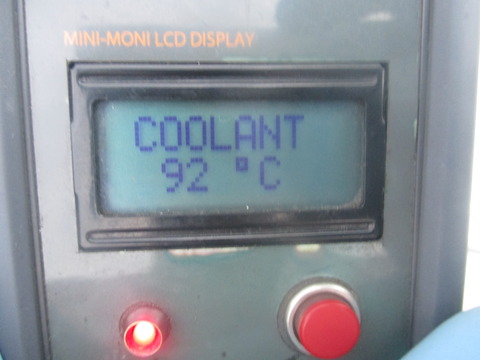 MINI-MONI LCD DISPLAY
COOLANT
92 °C